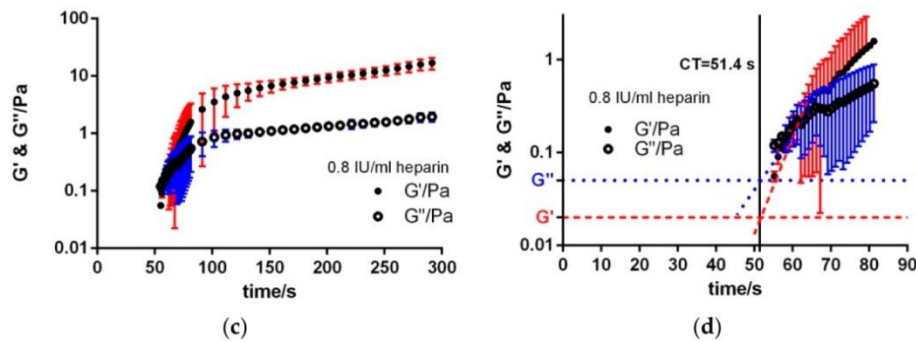 G' & G''/Pa
100
10
1
0.1
0.01
0 50 100 150 200 250 300
time/s
0.8 IU/ml heparin
G'/Pa
G''/Pa
(c)
G' & G''/Pa
1
0.1
0.01
G''
G'
CT=51.4 s
0.8 IU/ml heparin
G'/Pa
G''/Pa
0 10 20 30 40 50 60 70 80 90
time/s
(d)